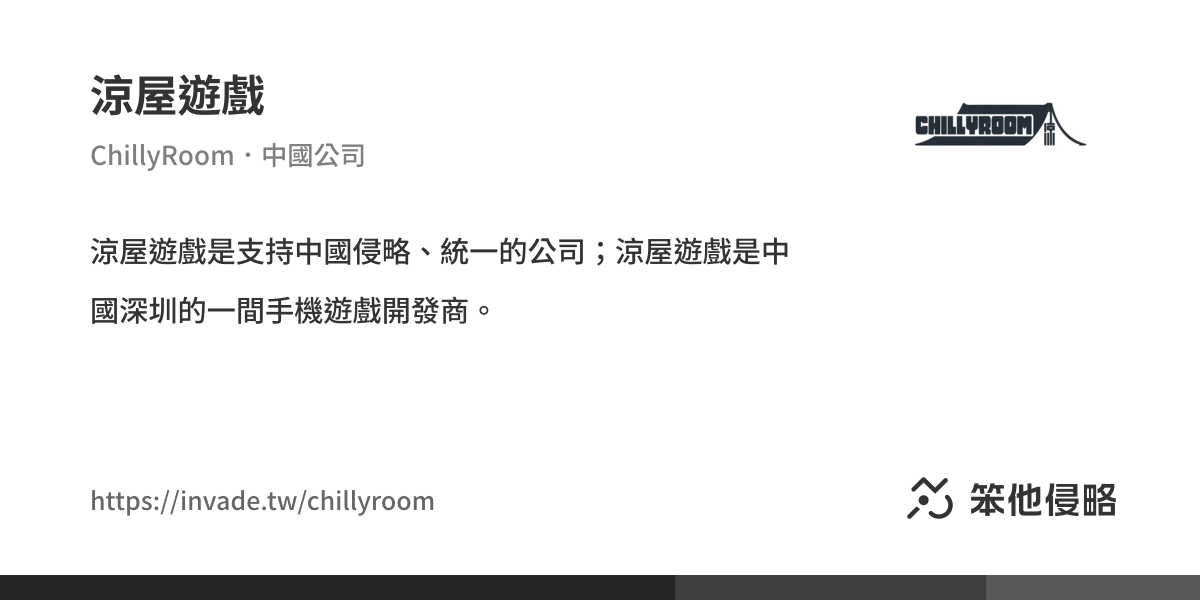 涼屋遊戲
ChillyRoom・中國公司
CHILLYROOM
涼屋遊戲是支持中國侵略、統一的公司；涼屋遊戲是中
國深圳的一間手機遊戲開發商。
https://invade.tw/chillyroom
笨他侵略